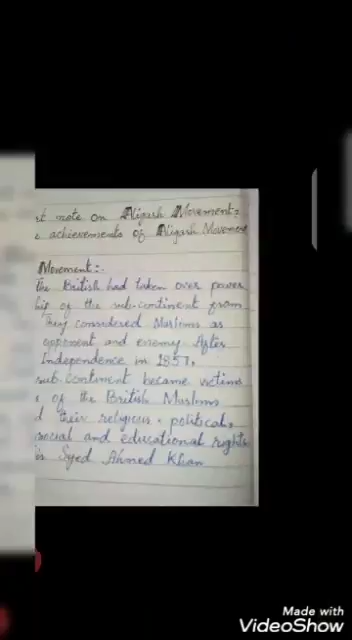 note on Aligarh Movement:
achievements of Aligarh Movement
Movement:-
The British had taken over power
of the sub-continent from
They considered Muslims as
opponent and enemy After
Independence in 1857,
sub-continent became victims
of the British Muslims
their religious, political,
social and educational rights
Syed Ahmed Khan
Made with
VideoShow